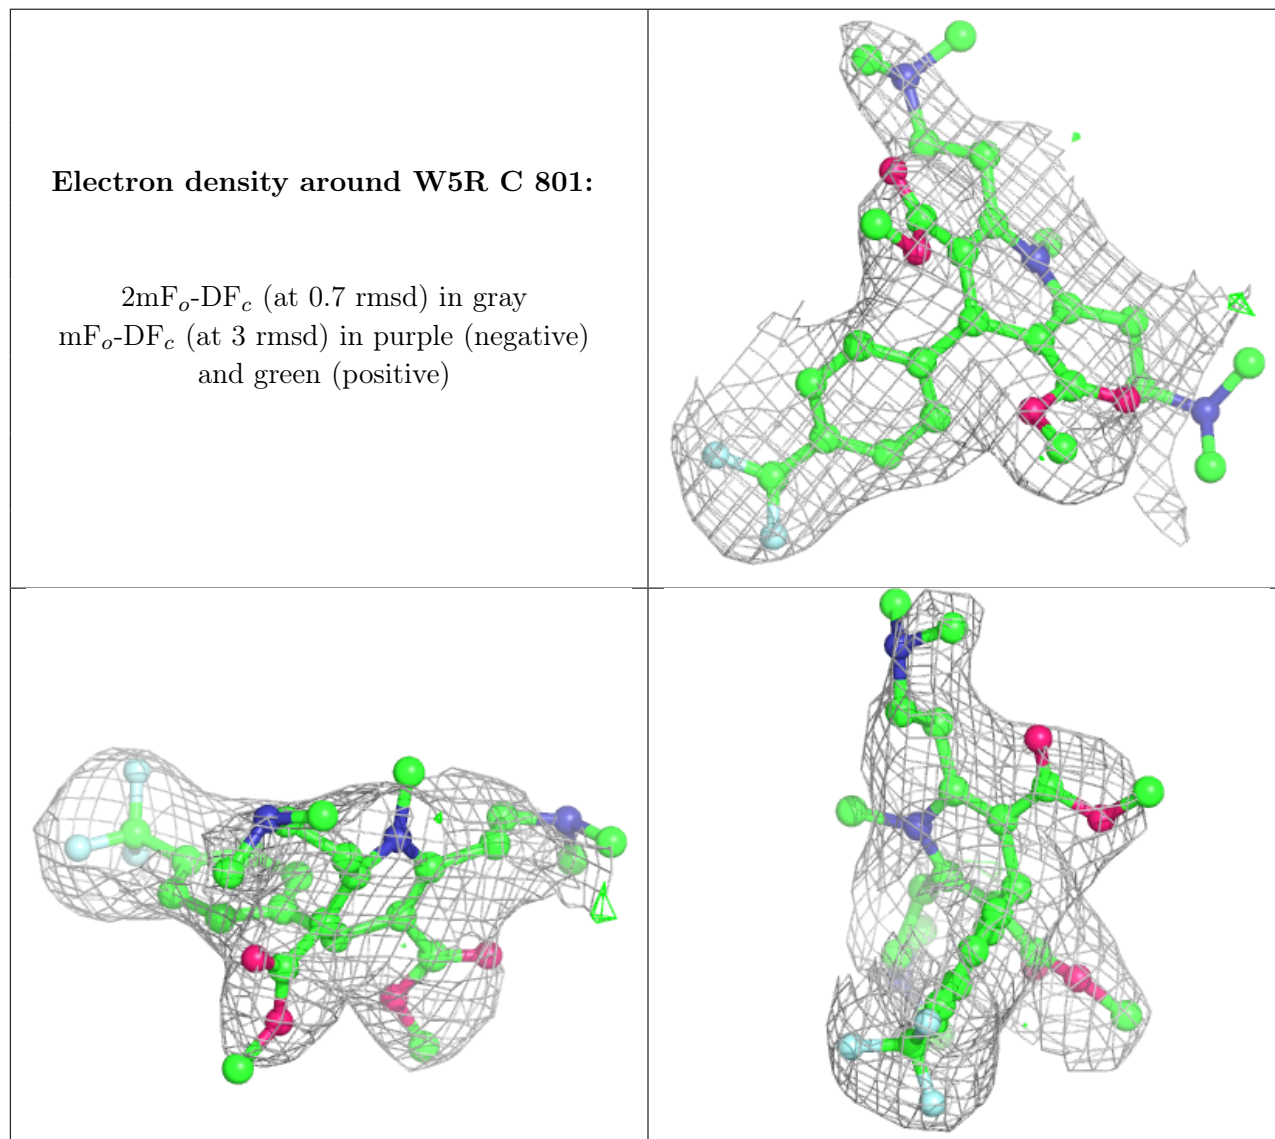 Electron density around W5R C 801:
2mFo-DFc (at 0.7 rmsd) in gray
mFo-DFc (at 3 rmsd) in purple (negative)
and green (positive)